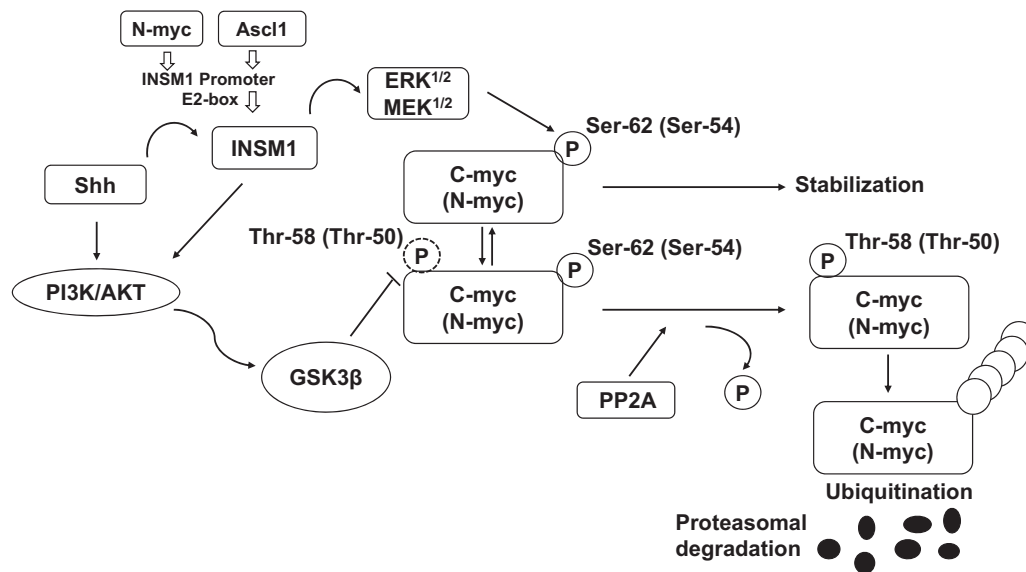 N-myc
Ascl1
INSM1 Promoter
E2-box
ERK1/2
MEK1/2
Ser-62 (Ser-54)
P
INSM1
C-myc
(N-myc)
Shh
Stabilization
Thr-58 (Thr-50)
P
Ser-62 (Ser-54)
P
Thr-58 (Thr-50)
P
PI3K/AKT
C-myc
(N-myc)
C-myc
(N-myc)
GSK3β
PP2A
P
C-myc
(N-myc)
Ubiquitination
Proteasomal
degradation